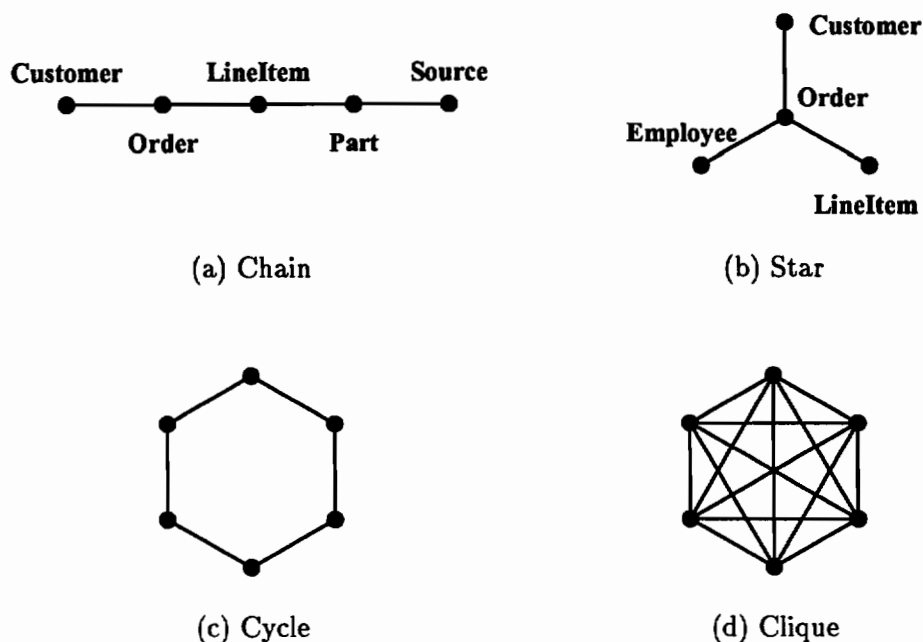 Customer
LineItem
Source
Order
Part
(a) Chain
Customer
Order
Employee
LineItem
(b) Star
(c) Cycle
(d) Clique